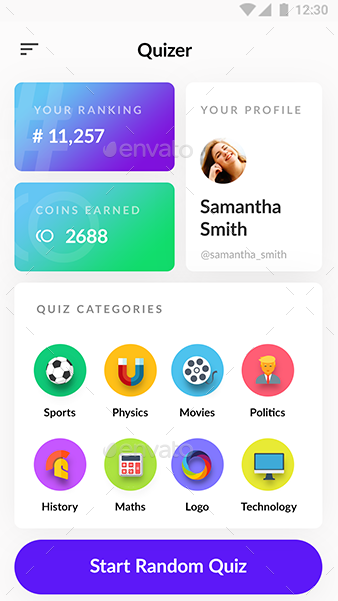 12:30
Quizer
YOUR RANKING
# 11,257
YOUR PROFILE
envato
COINS EARNED
2688
Samantha
Smith
@samantha_smith
QUIZ CATEGORIES
Sports
Physics
Movies
Politics
envato
History
Maths
Logo
Technology
Start Random Quiz